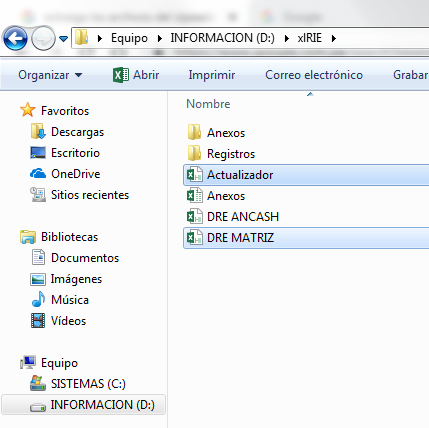 Equipo ▸ INFORMACION (D:) ▸ xIRIE ▸
Organizar Abrir Imprimir Correo electrónico Grabar
Favoritos
Descargas
Escritorio
OneDrive
Sitios recientes
Bibliotecas
Documentos
Imágenes
Música
Vídeos
Equipo
SISTEMAS (C:)
INFORMACION (D:)
Nombre
Anexos
Registros
Actualizador
Anexos
DRE ANCASH
DRE MATRIZ